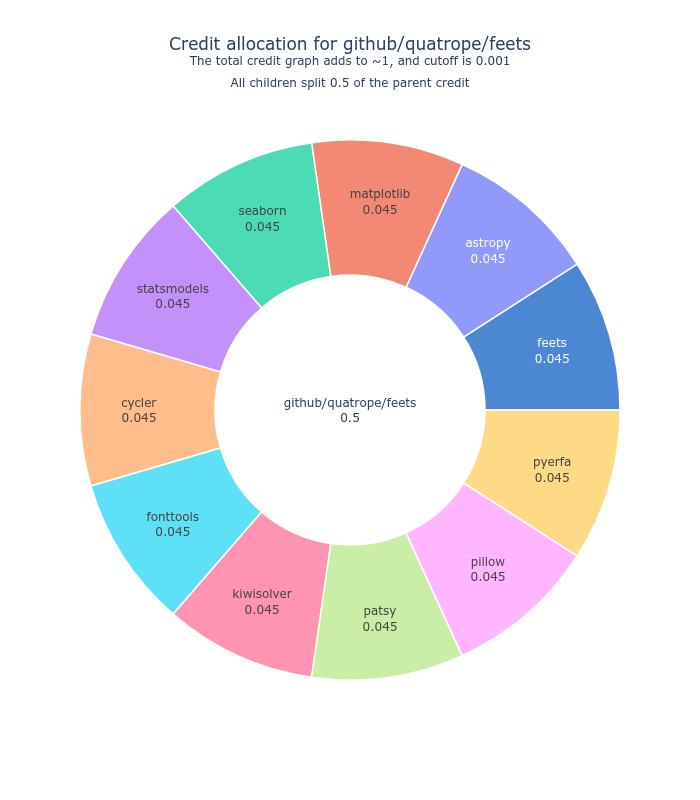 Credit allocation for github/quatrope/feets
The total credit graph adds to ~1, and cutoff is 0.001
All children split 0.5 of the parent credit
matplotlib
0.045
seaborn
0.045
astropy
0.045
statsmodels
0.045
feets
0.045
cycler
0.045
github/quatrope/feets
0.5
pyerfa
0.045
fonttools
0.045
pillow
0.045
kiwisolver
0.045
patsy
0.045